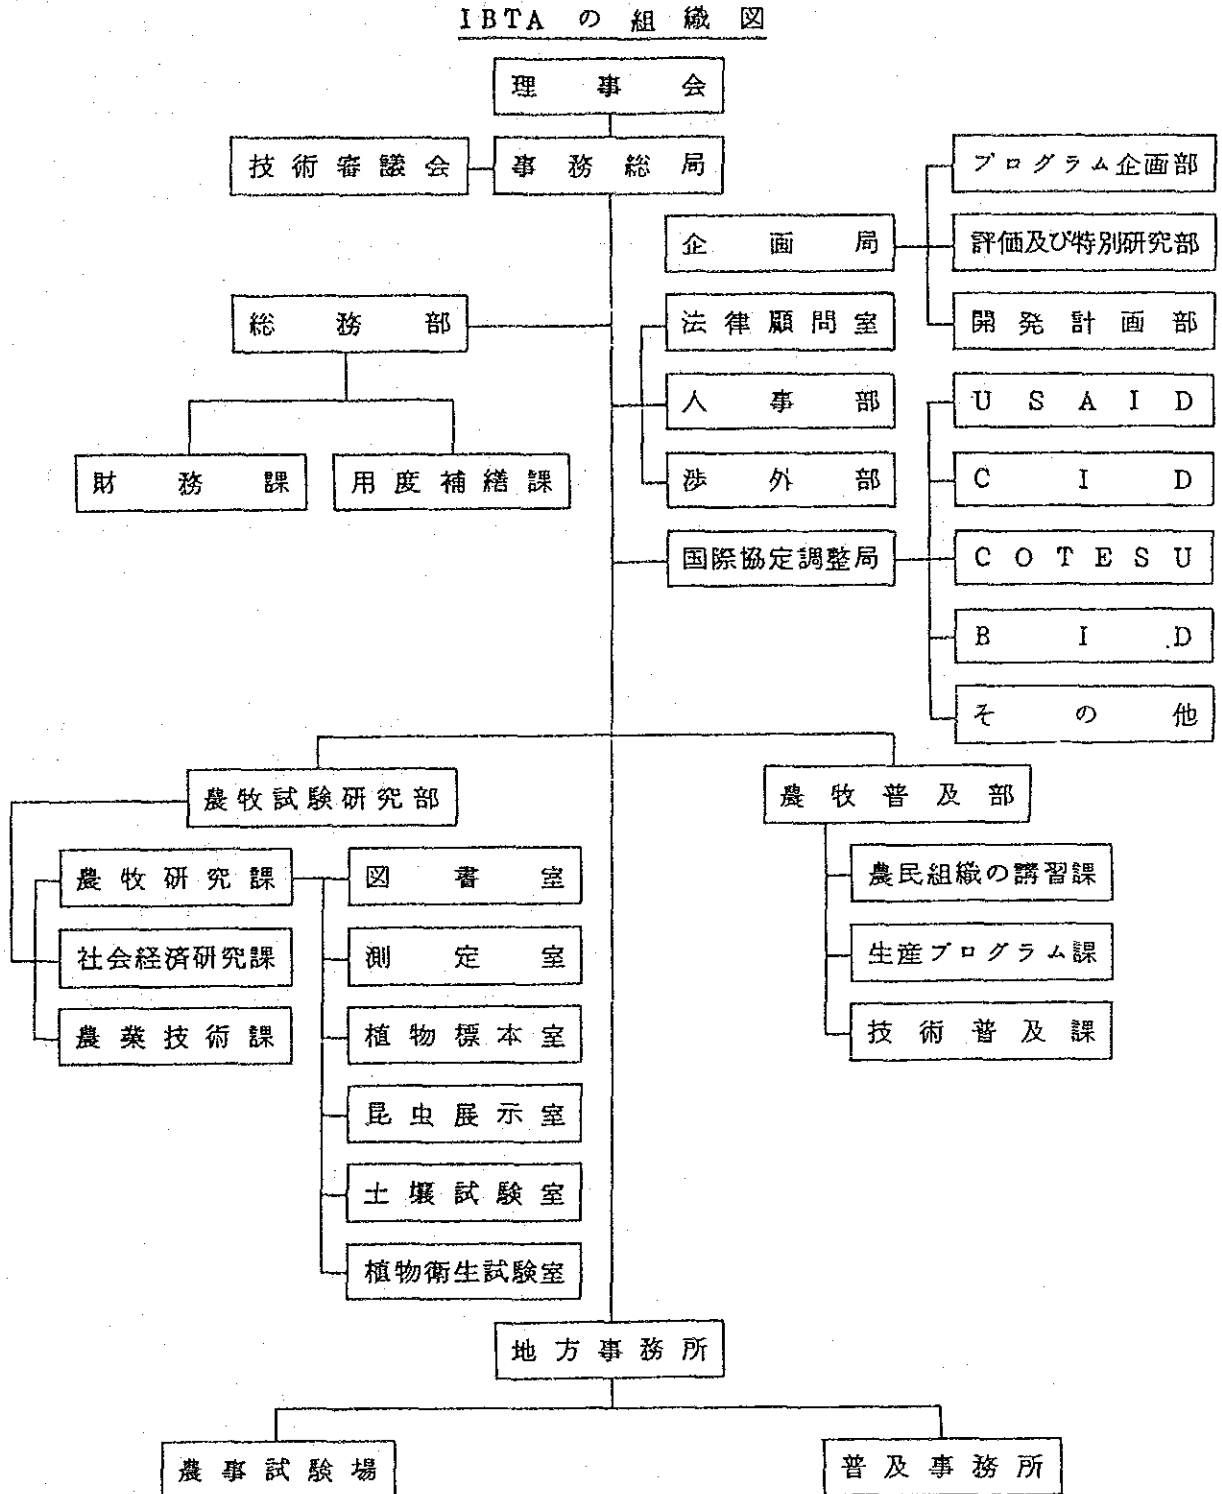 IBTAの組織図
理事会
技術審議会
事務総局
プログラム企画部
企画局
評価及び特別研究部
総務部
法律顧問室
開発計画部
人事部
USAID
財務課
用度補繕課
渉外部
CID
国際協定調整局
COTESU
BID
その他
農牧試験研究部
農牧普及部
農牧研究課
図書室
農民組織の講習課
社会経済研究課
測定室
生産プログラム課
農業技術課
植物標本室
技術普及課
昆虫展示室
土壌試験室
植物衛生試験室
地方事務所
農事試験場
普及事務所